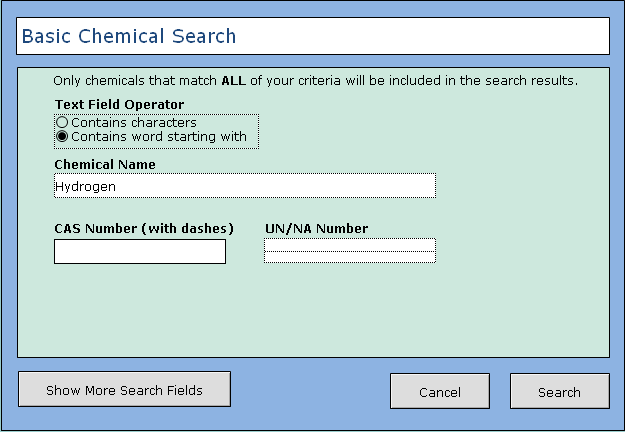 Basic Chemical Search
Only chemicals that match ALL of your criteria will be included in the search results.
Text Field Operator
Contains characters
Contains word starting with
Chemical Name
Hydrogen
CAS Number (with dashes) UN/NA Number
Show More Search Fields Cancel Search